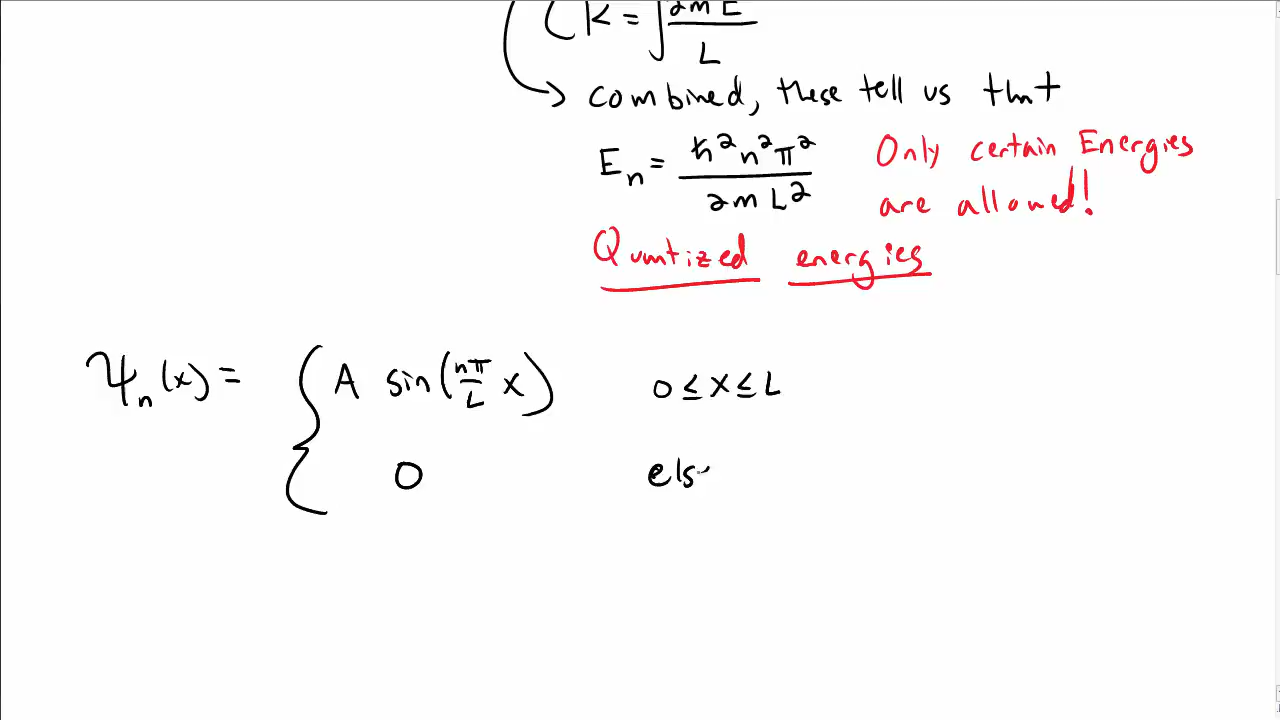 K = √2mE / L
combined, these tell us that
Eₙ = ħ²n²π² / 2mL² Only certain Energies
are allowed!
Quantized energies
Ψₙ(x) = { A sin(nπ/L x) 0 ≤ x ≤ L
0 els